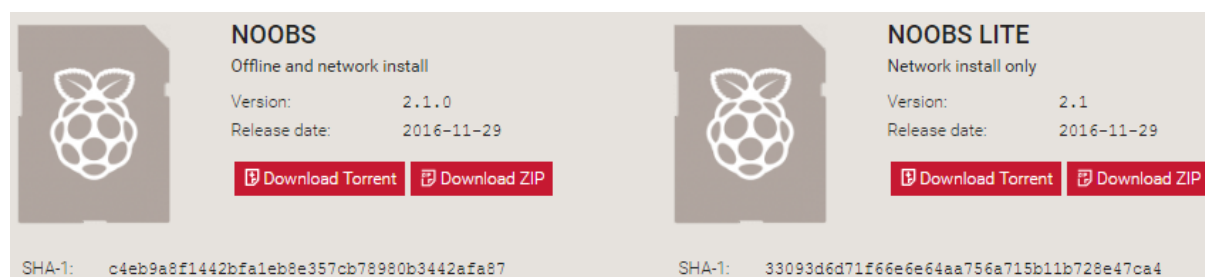 NOOBS
Offline and network install
Version: 2.1.0
Release date: 2016-11-29
Download Torrent Download ZIP
SHA-1: c4eb9a8f1442bfa1eb8e357cb78980b3442afa87
NOOBS LITE
Network install only
Version: 2.1
Release date: 2016-11-29
Download Torrent Download ZIP
SHA-1: 33093d6d71f66e6e64aa756a715b11b728e47ca4